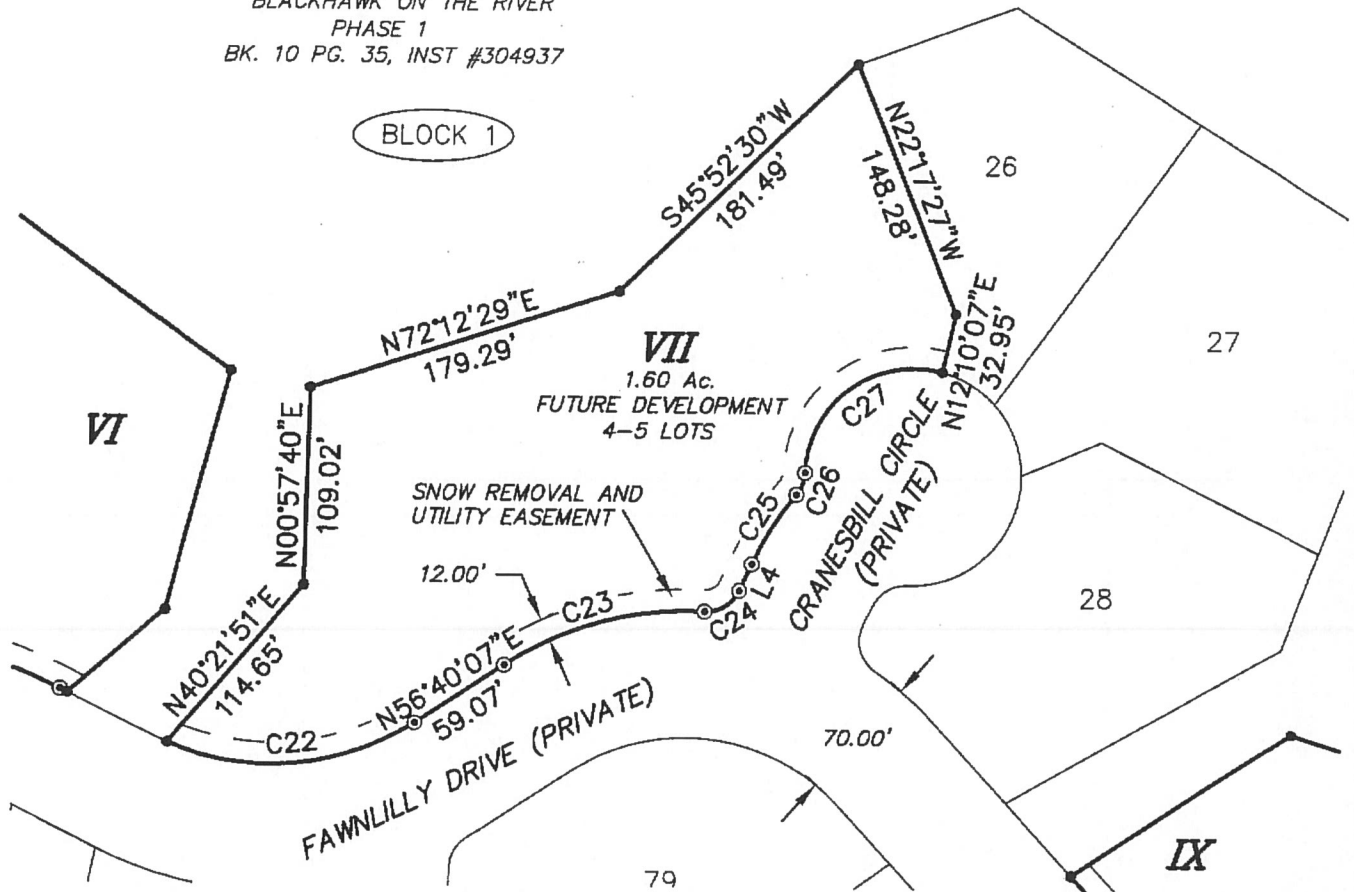 BLACKHAWK ON THE RIVER
PHASE 1
BK. 10 PG. 35, INST #304937
BLOCK 1
S45°52'30"W
181.49'
N22°17'27"W
148.28'
26
N72°12'29"E
179.29'
VII
1.60 Ac.
FUTURE DEVELOPMENT
4-5 LOTS
N12°10'07"E
32.95'
27
VI
N00°57'40"E
109.02'
C27
SNOW REMOVAL AND
UTILITY EASEMENT
C26
C25
CRANESBILL CIRCLE
(PRIVATE)
12.00'
C23
L4
C24
28
N40°21'51"E
114.65'
N56°40'07"E
59.07'
C22
FAWNLILLY DRIVE (PRIVATE)
70.00'
IX
79